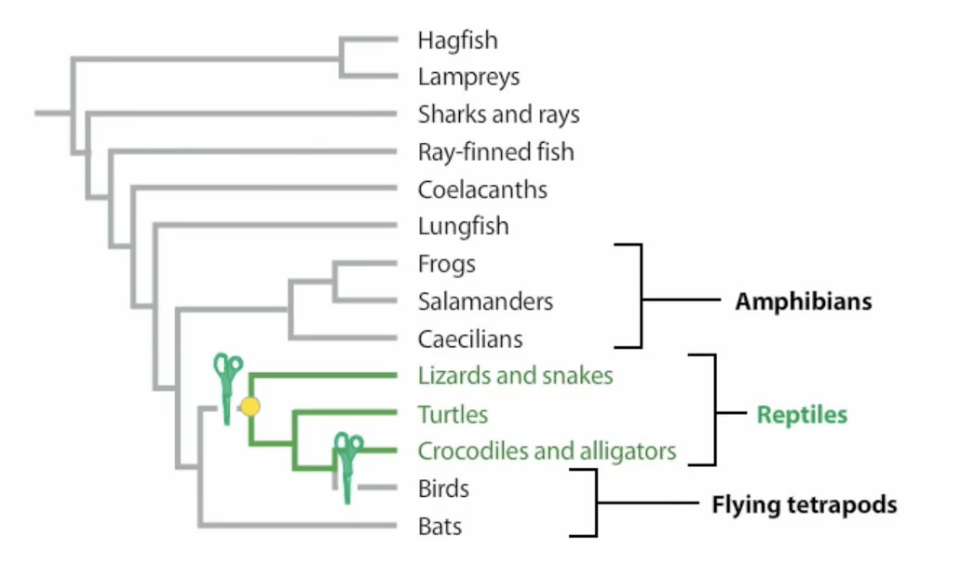 Hagfish
Lampreys
Sharks and rays
Ray-finned fish
Coelacanths
Lungfish
Frogs
Salamanders
Caecilians
Amphibians
Lizards and snakes
Turtles
Crocodiles and alligators
Reptiles
Birds
Bats
Flying tetrapods